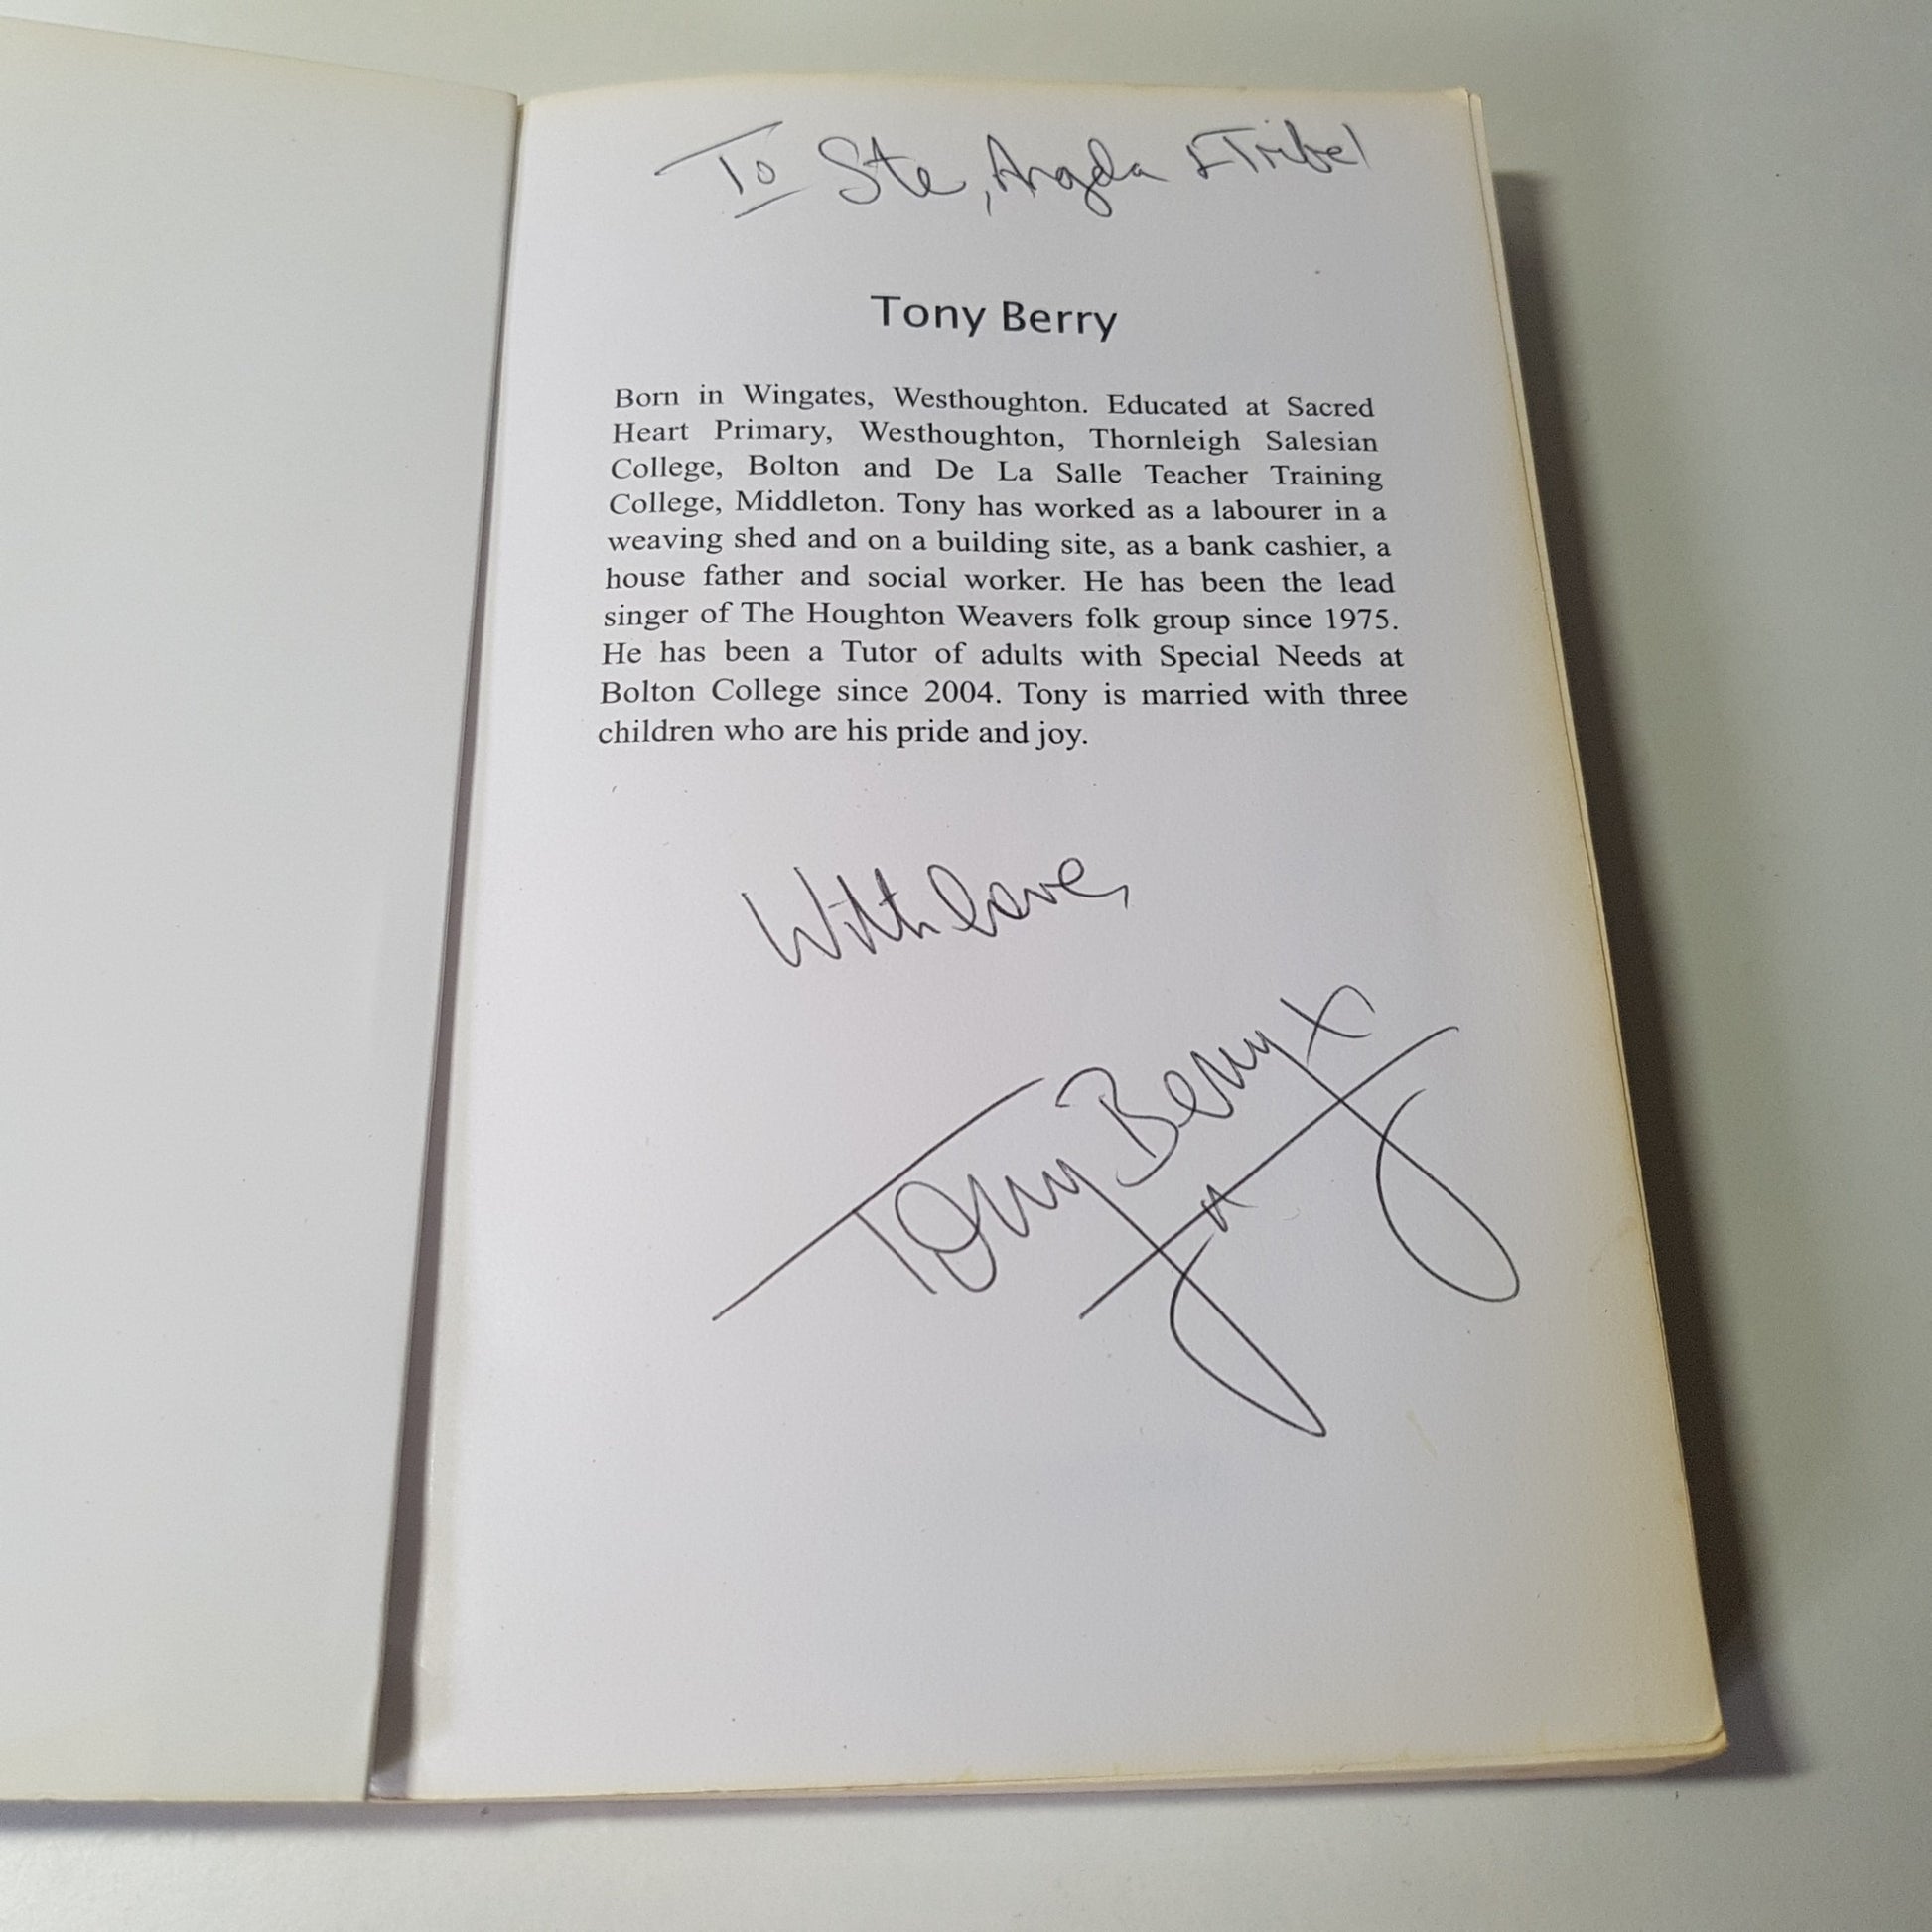 To Ste, Angela & Tribe!
Tony Berry
Born in Wingates, Westhoughton. Educated at Sacred
Heart Primary, Westhoughton, Thornleigh Salesian
College, Bolton and De La Salle Teacher Training
College, Middleton. Tony has worked as a labourer in a
weaving shed and on a building site, as a bank cashier, a
house father and social worker. He has been the lead
singer of The Houghton Weavers folk group since 1975.
He has been a Tutor of adults with Special Needs at
Bolton College since 2004. Tony is married with three
children who are his pride and joy.
With love,
Tony Berry x
x